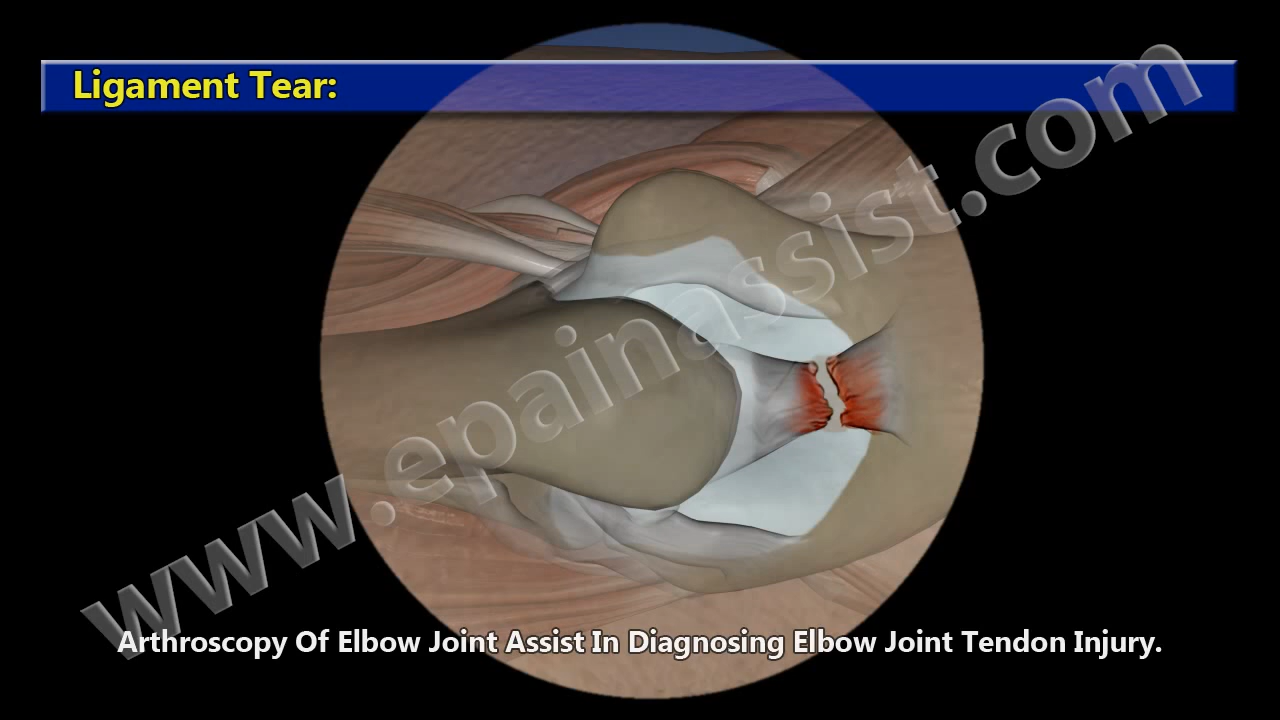 Ligament Tear:
www.epainassist.com
Arthroscopy Of Elbow Joint Assist In Diagnosing Elbow Joint Tendon Injury.